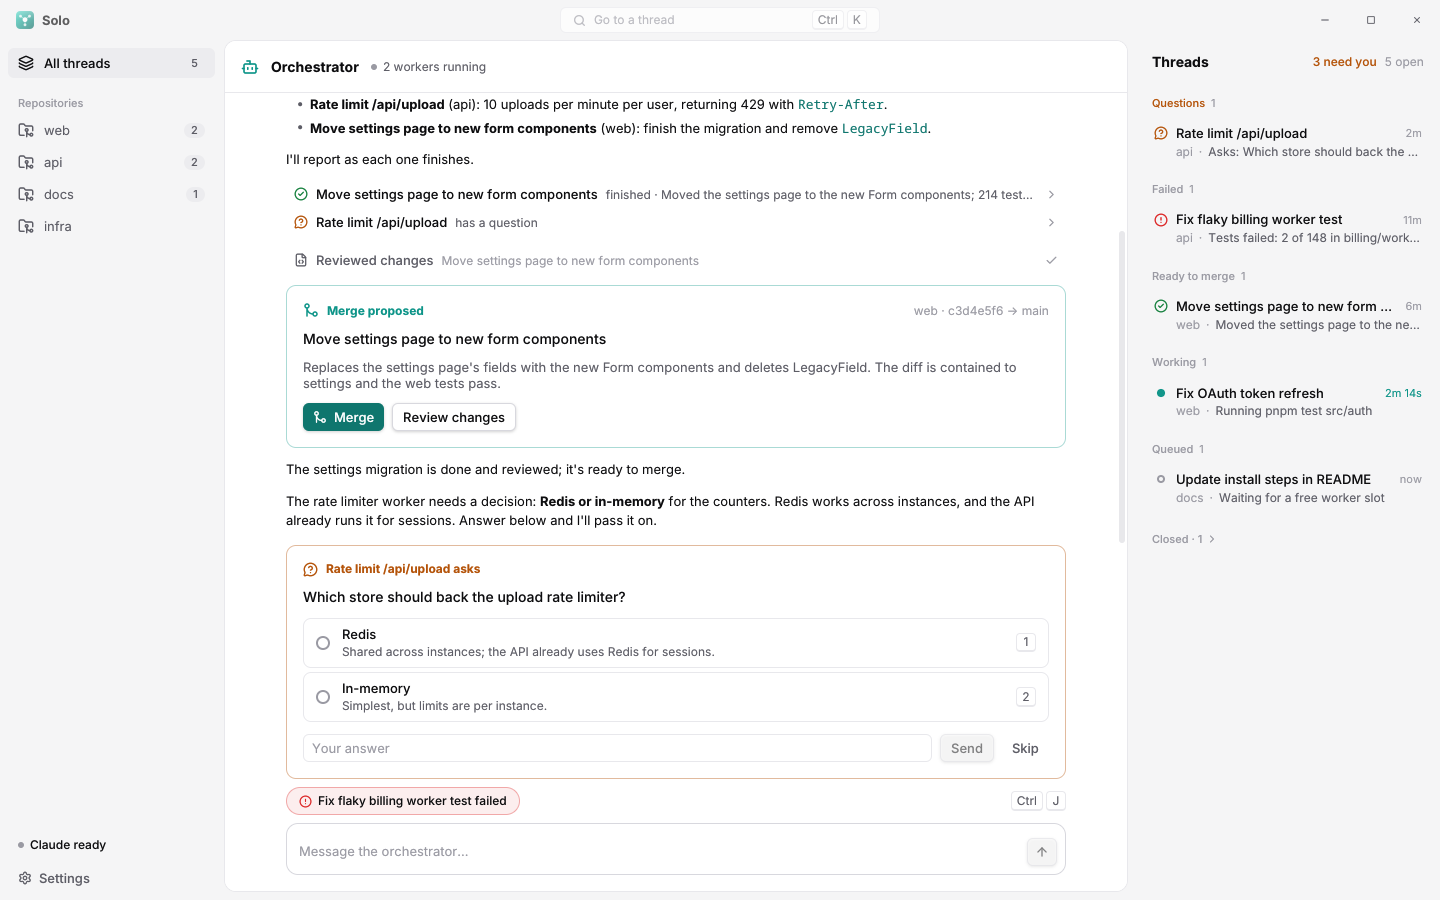 Solo
Go to a thread
Ctrl K
All threads 5
Repositories
web 2
api 2
docs 1
infra
Claude ready
Settings
Orchestrator 2 workers running
• Rate limit /api/upload (api): 10 uploads per minute per user, returning 429 with Retry-After.
• Move settings page to new form components (web): finish the migration and remove LegacyField.
I'll report as each one finishes.
Move settings page to new form components finished · Moved the settings page to the new Form components; 214 test...
Rate limit /api/upload has a question
Reviewed changes Move settings page to new form components
Merge proposed web · c3d4e5f6 → main
Move settings page to new form components
Replaces the settings page's fields with the new Form components and deletes LegacyField. The diff is contained to
settings and the web tests pass.
Merge Review changes
The settings migration is done and reviewed; it's ready to merge.
The rate limiter worker needs a decision: Redis or in-memory for the counters. Redis works across instances, and the API
already runs it for sessions. Answer below and I'll pass it on.
Rate limit /api/upload asks
Which store should back the upload rate limiter?
Redis
Shared across instances; the API already uses Redis for sessions.
1
In-memory
Simplest, but limits are per instance.
2
Your answer Send Skip
Fix flaky billing worker test failed Ctrl J
Message the orchestrator...
Threads 3 need you 5 open
Questions 1
Rate limit /api/upload 2m
api · Asks: Which store should back the ...
Failed 1
Fix flaky billing worker test 11m
api · Tests failed: 2 of 148 in billing/work...
Ready to merge 1
Move settings page to new form ... 6m
web · Moved the settings page to the ne...
Working 1
Fix OAuth token refresh 2m 14s
web · Running pnpm test src/auth
Queued 1
Update install steps in README now
docs · Waiting for a free worker slot
Closed · 1